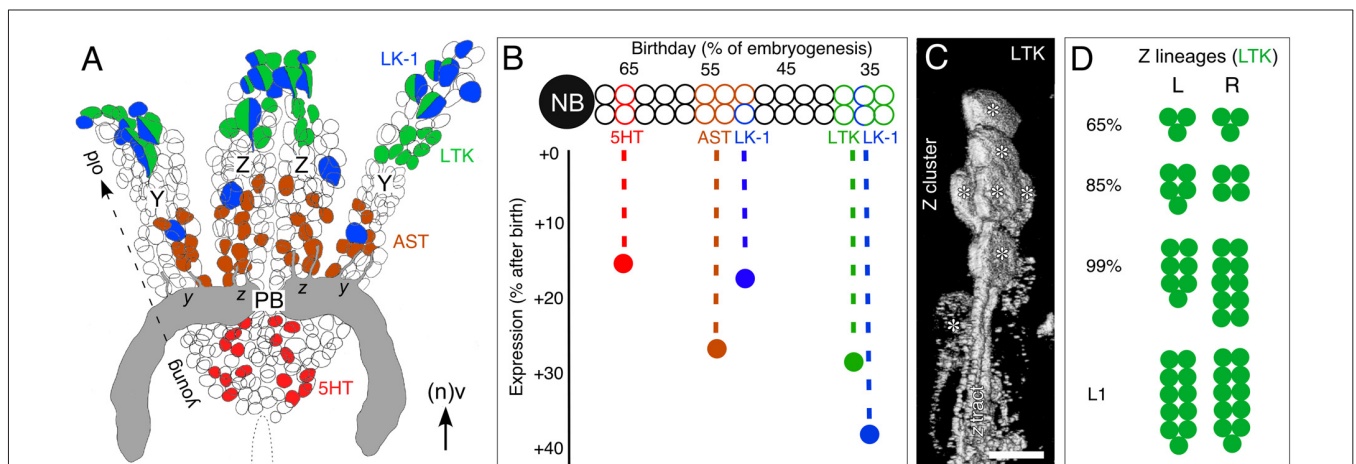 A
LK-1
Z
Z
LTK
Y
Y
old
AST
y
z
PB
z
y
young
5HT
(n)v
B
Birthday (% of embryogenesis)
65 55 45 35
NB
5HT AST LK-1 LTK LK-1
Expression (% after birth)
+0
+10
+20
+30
+40
C
LTK
Z cluster
* * * * * * *
z tract
D
Z lineages (LTK)
L R
65%
85%
99%
L1